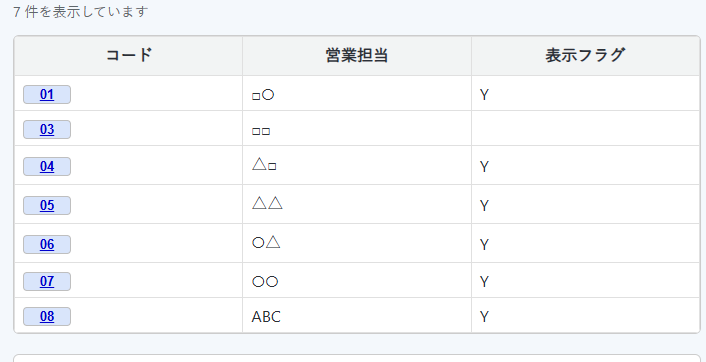 7 件を表示しています
コード 営業担当 表示フラグ
01 □〇 Y
03 □□
04 △□ Y
05 △△ Y
06 〇△ Y
07 〇〇 Y
08 ABC Y